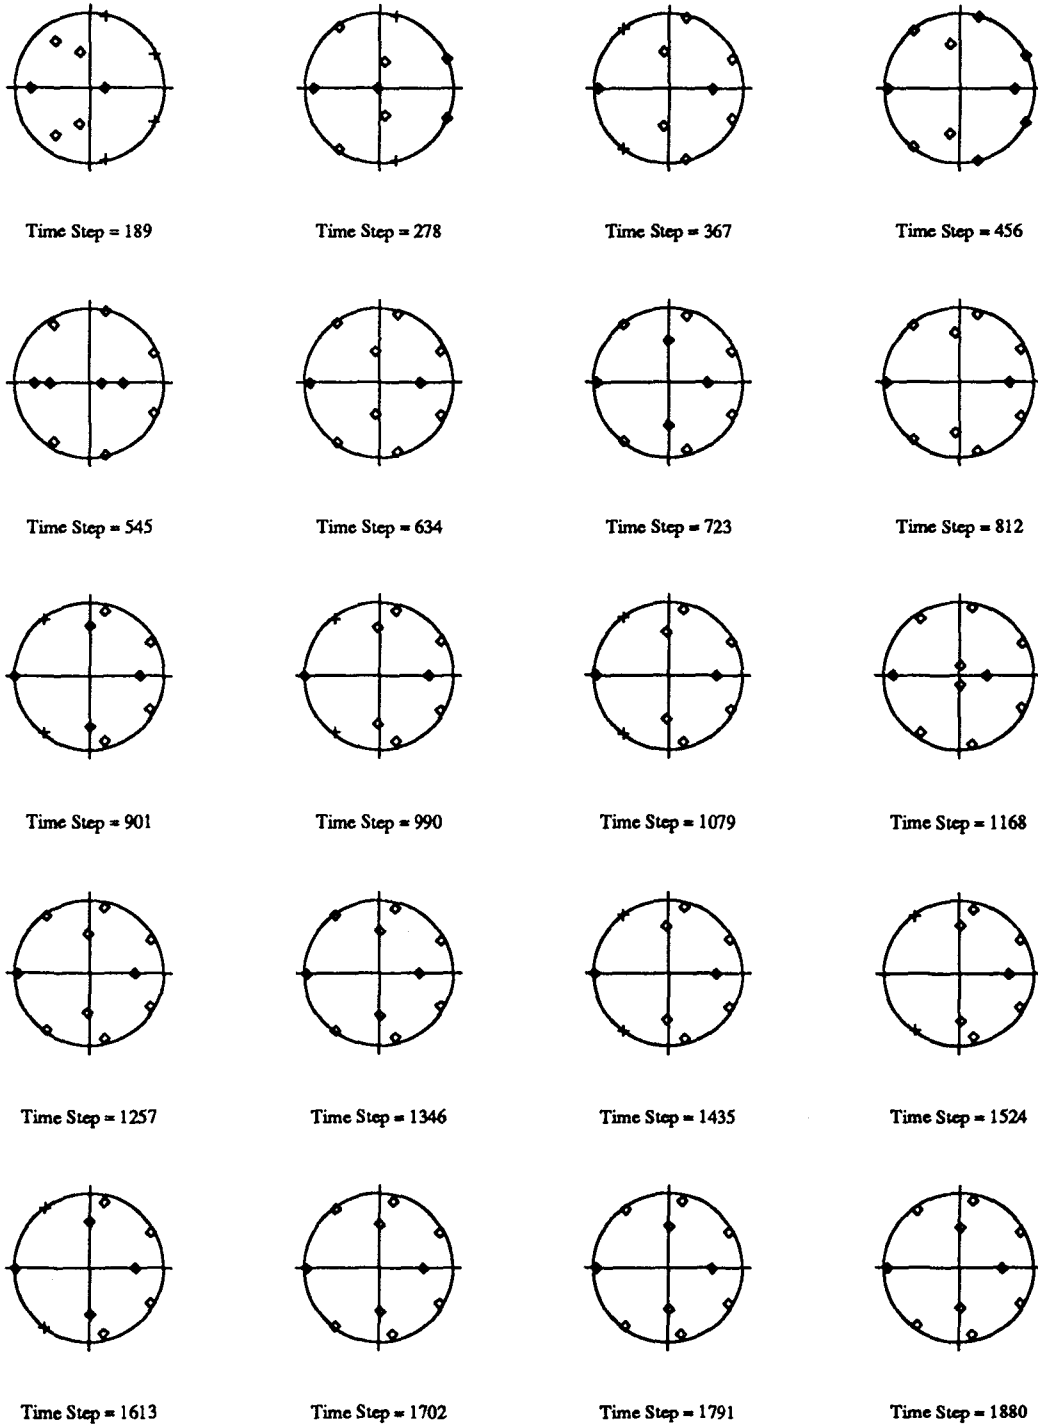 Time Step = 189 Time Step = 278 Time Step = 367 Time Step = 456
Time Step = 545 Time Step = 634 Time Step = 723 Time Step = 812
Time Step = 901 Time Step = 990 Time Step = 1079 Time Step = 1168
Time Step = 1257 Time Step = 1346 Time Step = 1435 Time Step = 1524
Time Step = 1613 Time Step = 1702 Time Step = 1791 Time Step = 1880